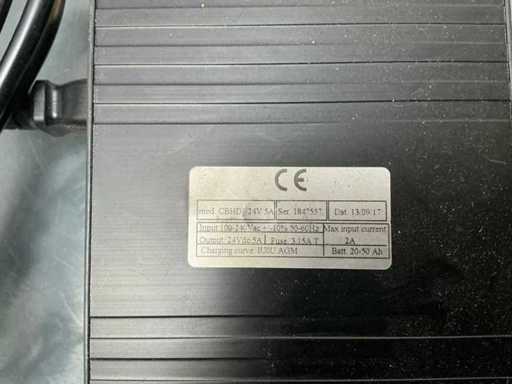 CE
mod. CBHD1 24V 5A Ser. 1847557 Dat. 13/09/17
Input 100-240Vac +/-10% 50-60Hz Max input current
Output: 24Vdc 5A Fuse. 3.15A T 2A
Charging curve: IUIU AGM Batt. 20-50 Ah